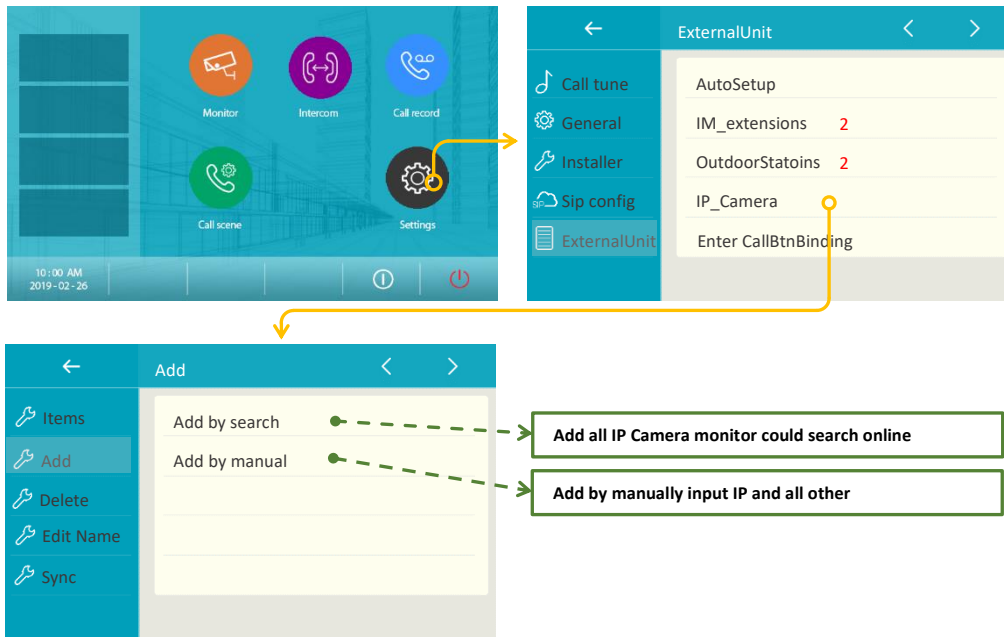 Monitor
Intercom
Call record
Call scene
Settings
10:00 AM
2019-02-26
ExternalUnit
Call tune
General
Installer
SIP
Sip config
ExternalUnit
AutoSetup
IM_extensions 2
OutdoorStatoins 2
IP_Camera
Enter CallBtnBinding
Add
Items
Add
Delete
Edit Name
Sync
Add by search
Add by manual
Add all IP Camera monitor could search online
Add by manually input IP and all other